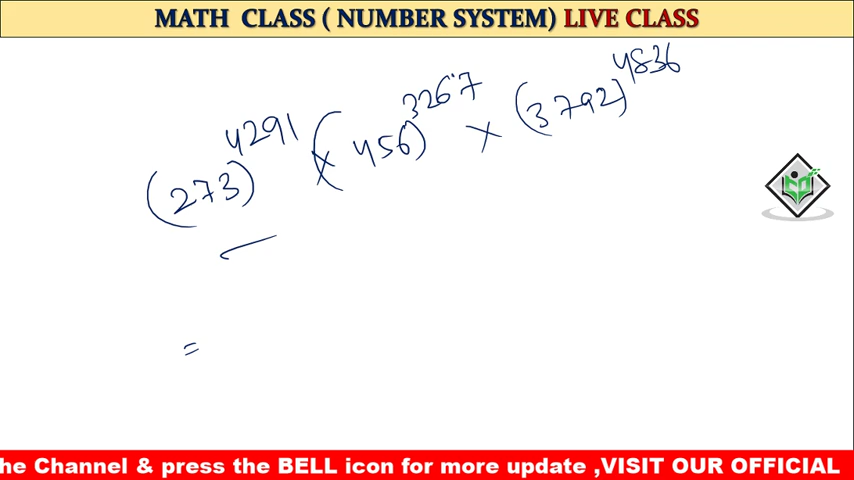 MATH CLASS ( NUMBER SYSTEM) LIVE CLASS
(273)^4291 × (456)^3267 × (3792)^4836
=
he Channel & press the BELL icon for more update ,VISIT OUR OFFICIAL